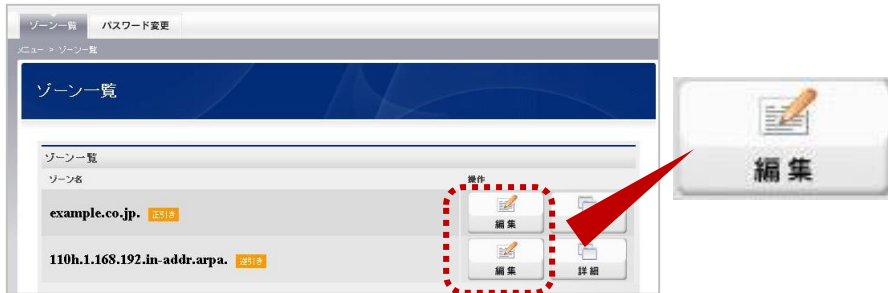 ゾーン一覧 パスワード変更
メニュー > ゾーン一覧
ゾーン一覧
ゾーン一覧
ゾーン名 操作
example.co.jp. 正引き 編集
110h.1.168.192.in-addr.arpa. 逆引き 編集 詳細
編集